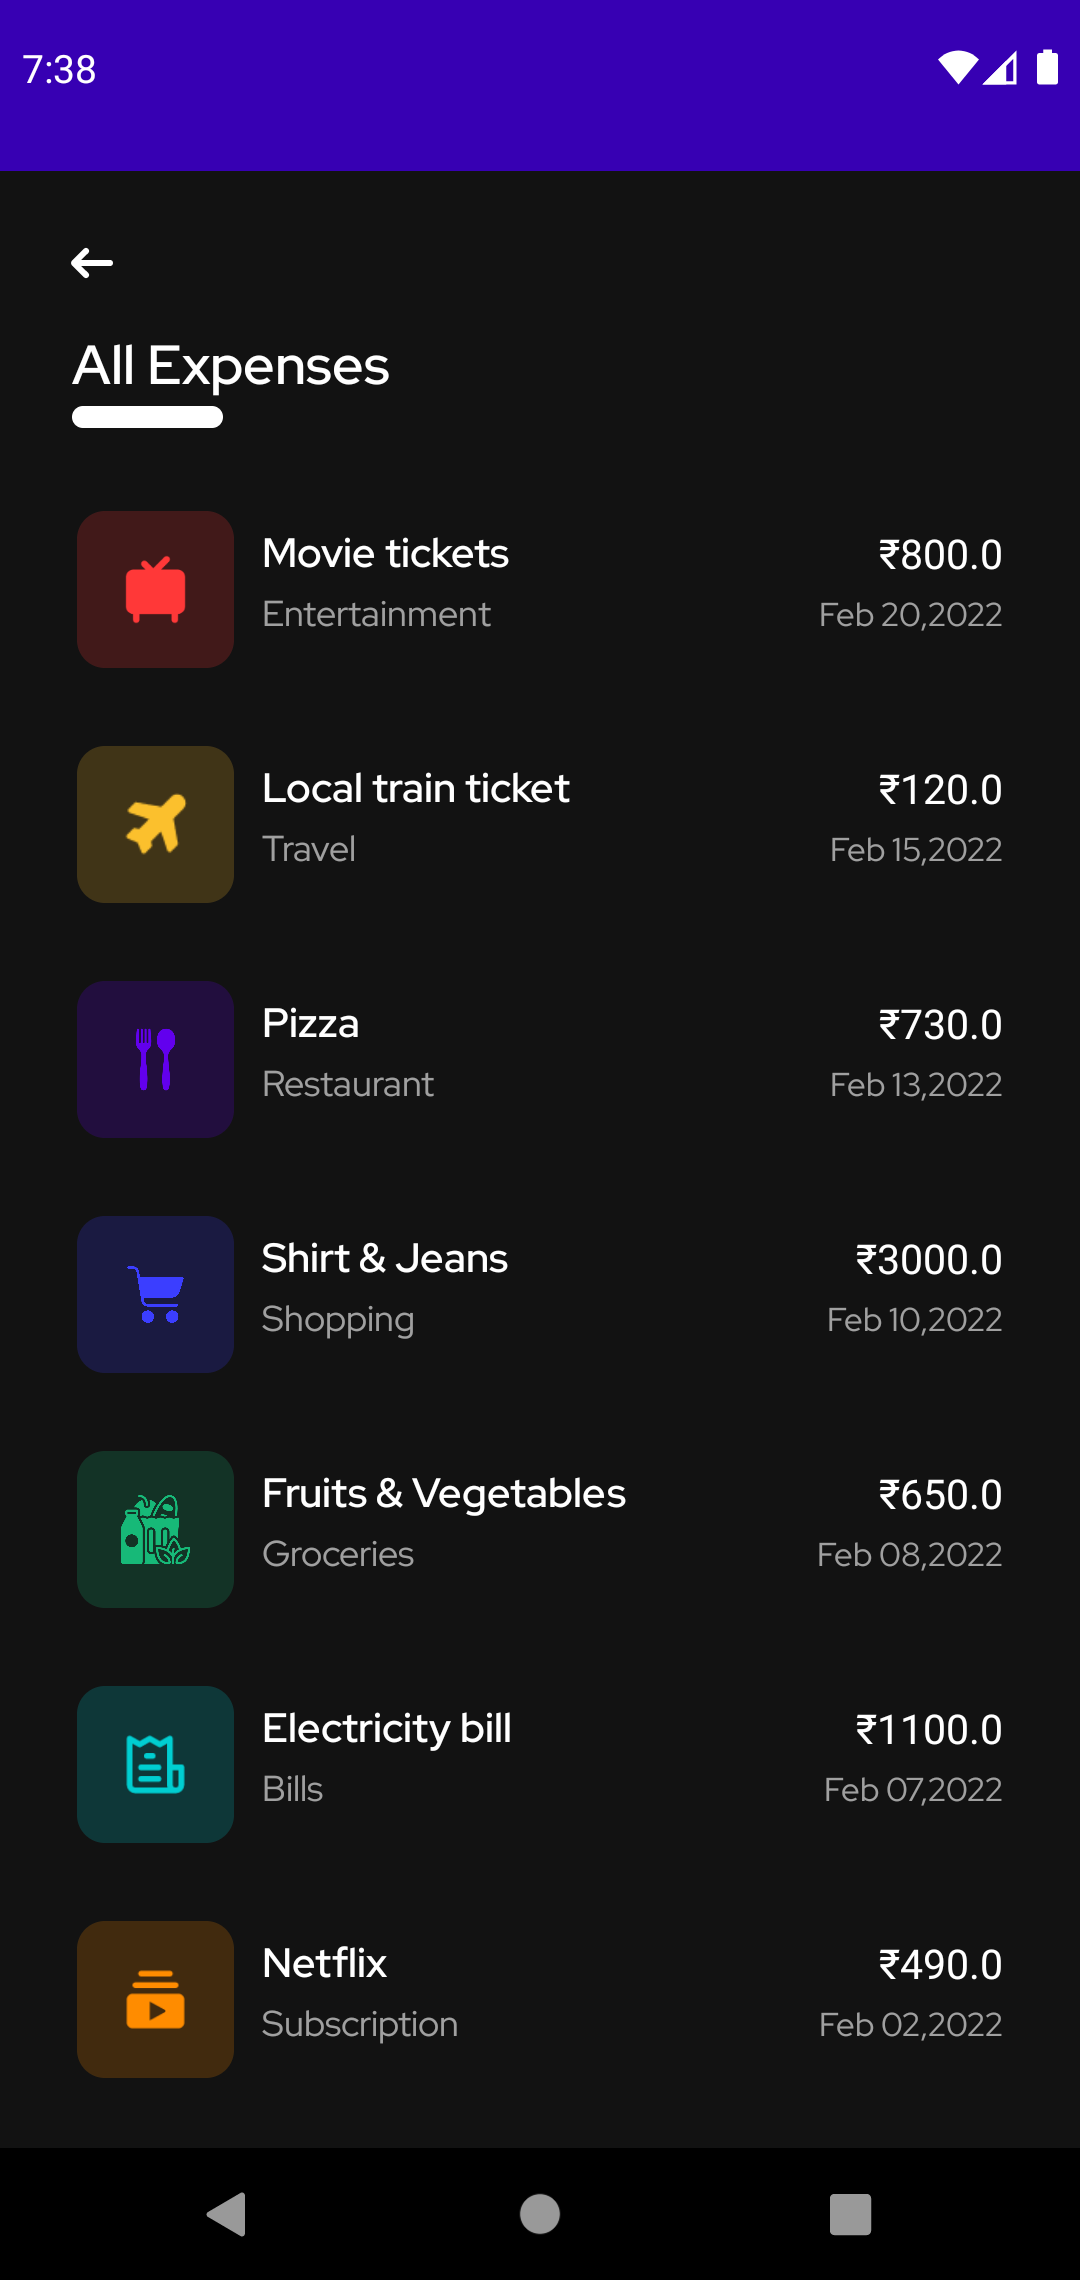 7:38
All Expenses
Movie tickets ₹800.0
Entertainment Feb 20,2022
Local train ticket ₹120.0
Travel Feb 15,2022
Pizza ₹730.0
Restaurant Feb 13,2022
Shirt & Jeans ₹3000.0
Shopping Feb 10,2022
Fruits & Vegetables ₹650.0
Groceries Feb 08,2022
Electricity bill ₹1100.0
Bills Feb 07,2022
Netflix ₹490.0
Subscription Feb 02,2022